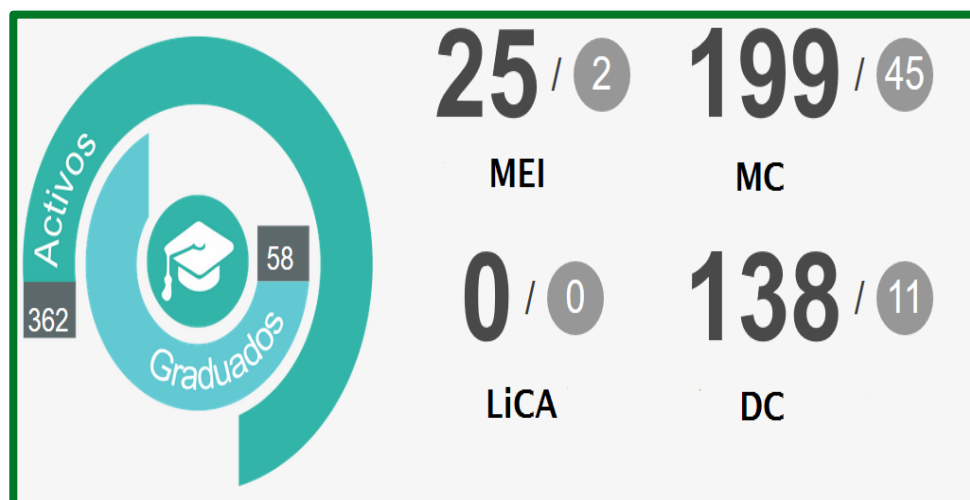 Activos
362
58
Graduados
25 / 2
MEI
199 / 45
MC
0 / 0
LiCA
138 / 11
DC